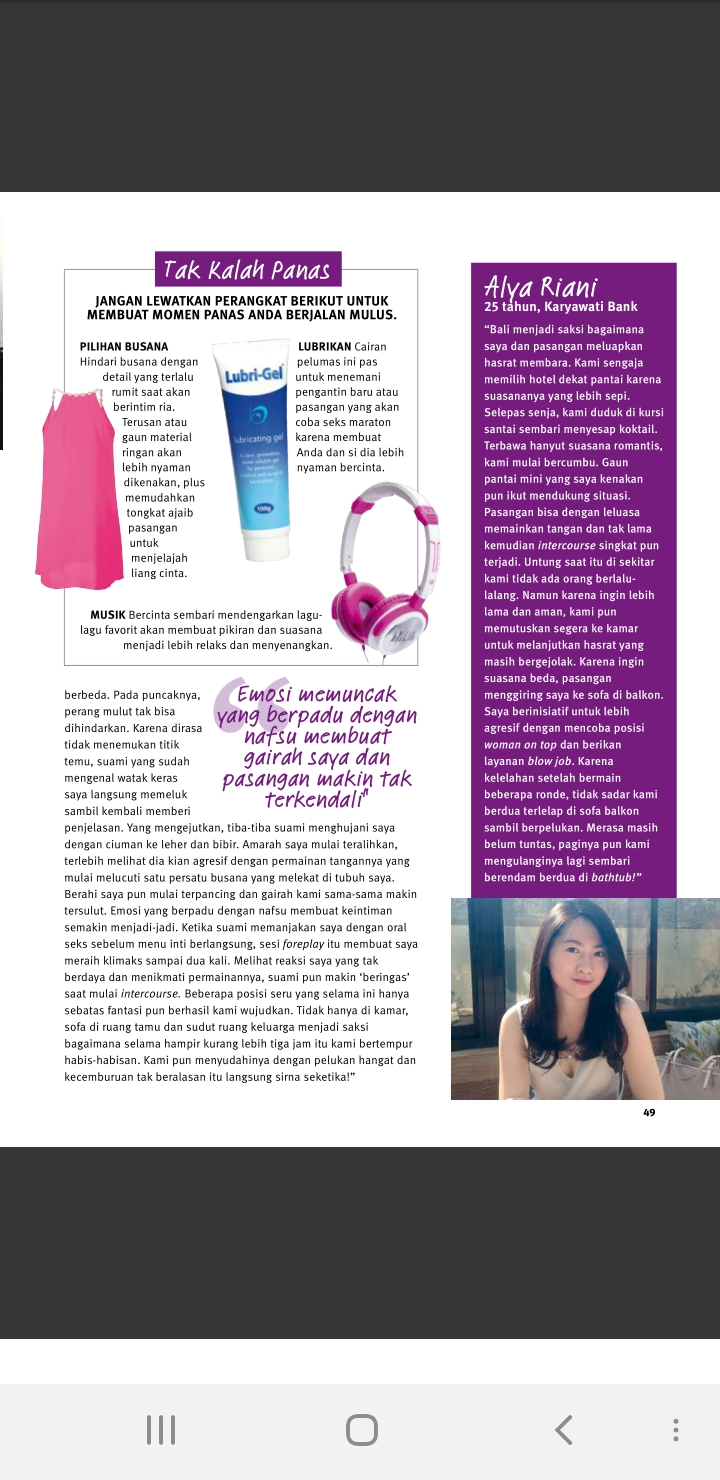 Tak Kalah Panas
JANGAN LEWATKAN PERANGKAT BERIKUT UNTUK
MEMBUAT MOMEN PANAS ANDA BERJALAN MULUS.
PILIHAN BUSANA
Hindari busana dengan
detail yang terlalu
rumit saat akan
berintim ria.
Terusan atau
gaun material
ringan akan
lebih nyaman
dikenakan, plus
memudahkan
tongkat ajaib
pasangan
untuk
menjelajah
liang cinta.
Lubri-Gel
lubricating gel
100g
LUBRIKAN Cairan
pelumas ini pas
untuk menemani
pengantin baru atau
pasangan yang akan
coba seks maraton
karena membuat
Anda dan si dia lebih
nyaman bercinta.
MUSIK Bercinta sembari mendengarkan lagu-
lagu favorit akan membuat pikiran dan suasana
menjadi lebih relaks dan menyenangkan.
berbeda. Pada puncaknya,
perang mulut tak bisa
dihindarkan. Karena dirasa
tidak menemukan titik
temu, suami yang sudah
mengenal watak keras
saya langsung memeluk
sambil kembali memberi
penjelasan. Yang mengejutkan, tiba-tiba suami menghujani saya
dengan ciuman ke leher dan bibir. Amarah saya mulai teralihkan,
terlebih melihat dia kian agresif dengan permainan tangannya yang
mulai melucuti satu persatu busana yang melekat di tubuh saya.
Berahi saya pun mulai terpancing dan gairah kami sama-sama makin
tersulut. Emosi yang berpadu dengan nafsu membuat keintiman
semakin menjadi-jadi. Ketika suami memanjakan saya dengan oral
seks sebelum menu inti berlangsung, sesi foreplay itu membuat saya
meraih klimaks sampai dua kali. Melihat reaksi saya yang tak
berdaya dan menikmati permainannya, suami pun makin ‘beringas’
saat mulai intercourse. Beberapa posisi seru yang selama ini hanya
sebatas fantasi pun berhasil kami wujudkan. Tidak hanya di kamar,
sofa di ruang tamu dan sudut ruang keluarga menjadi saksi
bagaimana selama hampir kurang lebih tiga jam itu kami bertempur
habis-habisan. Kami pun menyudahinya dengan pelukan hangat dan
kecemburuan tak beralasan itu langsung sirna seketika!”
“Emosi memuncak
yang berpadu dengan
nafsu membuat
gairah saya dan
pasangan makin tak
terkendali”
Alya Riani
25 tahun, Karyawati Bank
“Bali menjadi saksi bagaimana
saya dan pasangan meluapkan
hasrat membara. Kami sengaja
memilih hotel dekat pantai karena
suasananya yang lebih sepi.
Selepas senja, kami duduk di kursi
santai sembari menyesap koktail.
Terbawa hanyut suasana romantis,
kami mulai bercumbu. Gaun
pantai mini yang saya kenakan
pun ikut mendukung situasi.
Pasangan bisa dengan leluasa
memainkan tangan dan tak lama
kemudian intercourse singkat pun
terjadi. Untung saat itu di sekitar
kami tidak ada orang berlalu-
lalang. Namun karena ingin lebih
lama dan aman, kami pun
memutuskan segera ke kamar
untuk melanjutkan hasrat yang
masih bergejolak. Karena ingin
suasana beda, pasangan
menggiring saya ke sofa di balkon.
Saya berinisiatif untuk lebih
agresif dengan mencoba posisi
woman on top dan berikan
layanan blow job. Karena
kelelahan setelah bermain
beberapa ronde, tidak sadar kami
berdua terlelap di sofa balkon
sambil berpelukan. Merasa masih
belum tuntas, paginya pun kami
mengulanginya lagi sembari
berendam berdua di bathtub!”
49